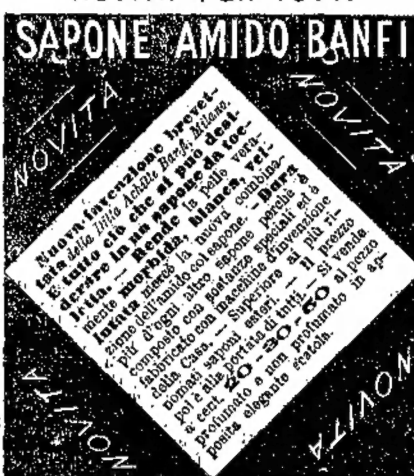 SAPONE AMIDO BANFI
NOVITÀ
NOVITÀ
Nuova invenzione brevet-
tata della Ditta Achille Banfi, Milano.
È tutto ciò che si può desi-
derare in un sapone da toe-
letta. — Rende la pelle vera-
mente morbida, bianca, vel-
lutata mercè la nuova combina-
zione dell'amido col sapone. — Dura
più d'ogni altro sapone perchè è
composto con sostanze speciali ed è
fabbricato con macchine d'invenzione
della Casa. — Superiore ai più ri-
nomati saponi esteri. — Il prezzo
poi è alla portata di tutti. — Si vende
a cent. 20-30-50 al pezzo
profumato e non profumato in ap-
posita elegante scatola.
NOVITÀ
NOVITÀ